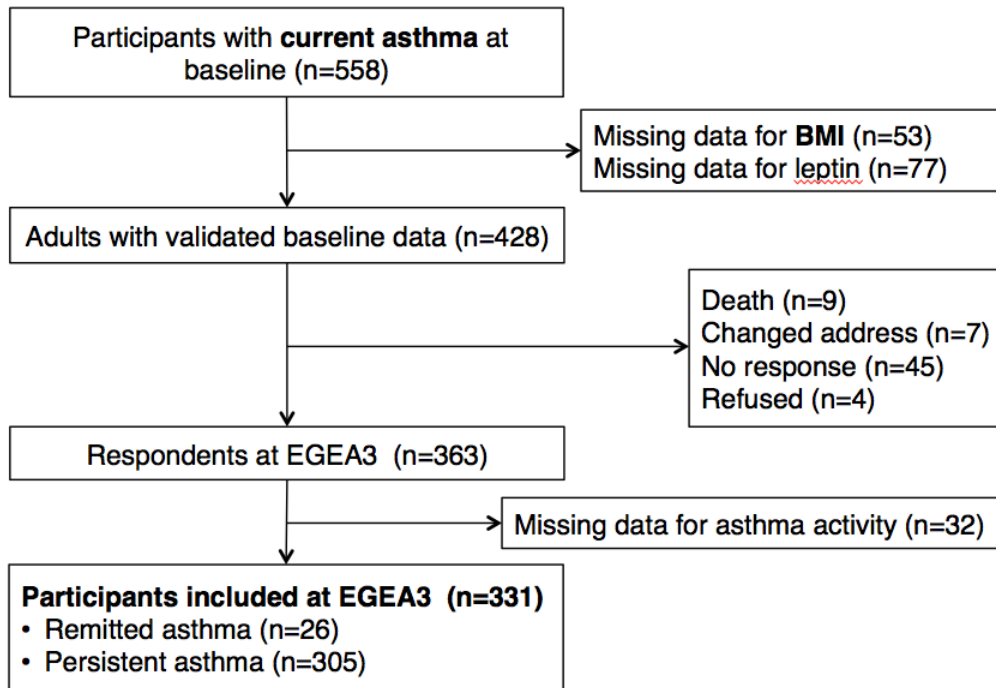 Participants with current asthma at
baseline (n=558)
Missing data for BMI (n=53)
Missing data for leptin (n=77)
Adults with validated baseline data (n=428)
Death (n=9)
Changed address (n=7)
No response (n=45)
Refused (n=4)
Respondents at EGEA3 (n=363)
Missing data for asthma activity (n=32)
Participants included at EGEA3 (n=331)
• Remitted asthma (n=26)
• Persistent asthma (n=305)